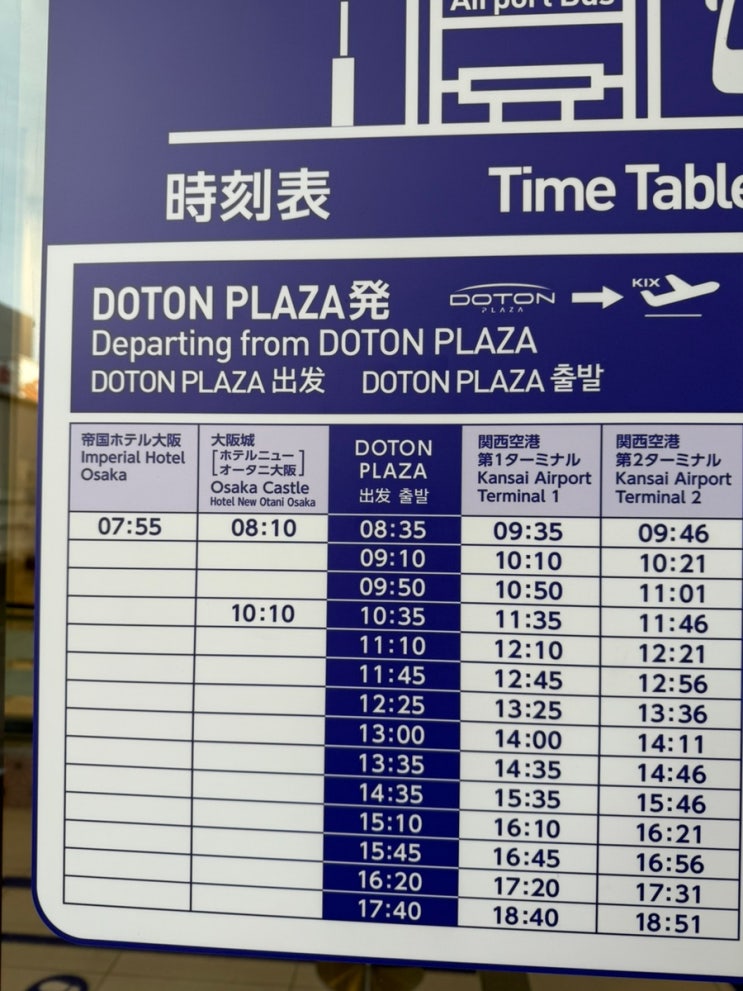 Airport Bus
時刻表 Time Table
DOTON PLAZA発
DOTON
PLAZA
KIX
Departing from DOTON PLAZA
DOTON PLAZA 出发 DOTON PLAZA 출발
帝国ホテル大阪
Imperial Hotel
Osaka
大阪城
[ホテルニュー
オータニ大阪]
Osaka Castle
Hotel New Otani Osaka
DOTON
PLAZA
出发 출발
関西空港
第1ターミナル
Kansai Airport
Terminal 1
関西空港
第2ターミナル
Kansai Airport
Terminal 2
07:55 08:10 08:35 09:35 09:46
09:10 10:10 10:21
09:50 10:50 11:01
10:10 10:35 11:35 11:46
11:10 12:10 12:21
11:45 12:45 12:56
12:25 13:25 13:36
13:00 14:00 14:11
13:35 14:35 14:46
14:35 15:35 15:46
15:10 16:10 16:21
15:45 16:45 16:56
16:20 17:20 17:31
17:40 18:40 18:51